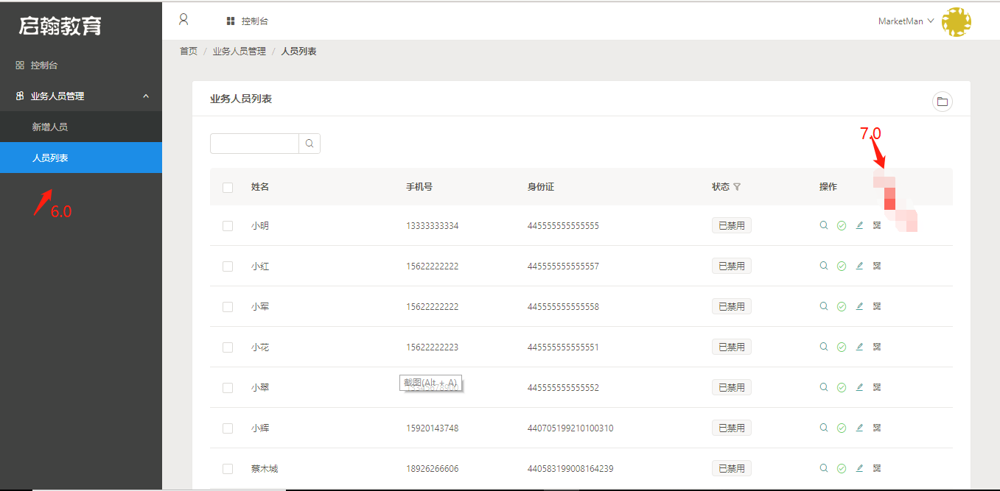 启翰教育
控制台
MarketMan
控制台
首页 / 业务人员管理 / 人员列表
业务人员管理
新增人员
人员列表
6.0
业务人员列表
7.0
姓名 手机号 身份证 状态 操作
小明 13333333334 445555555555555 已禁用
小红 15622222222 445555555555557 已禁用
小军 15622222222 445555555555558 已禁用
小花 15622222223 445555555555551 已禁用
小翠 445555555555552 已禁用
截图(Alt + A)
小辉 15920143748 440705199210100310 已禁用
蔡木城 18926266606 440583199008164239 已禁用